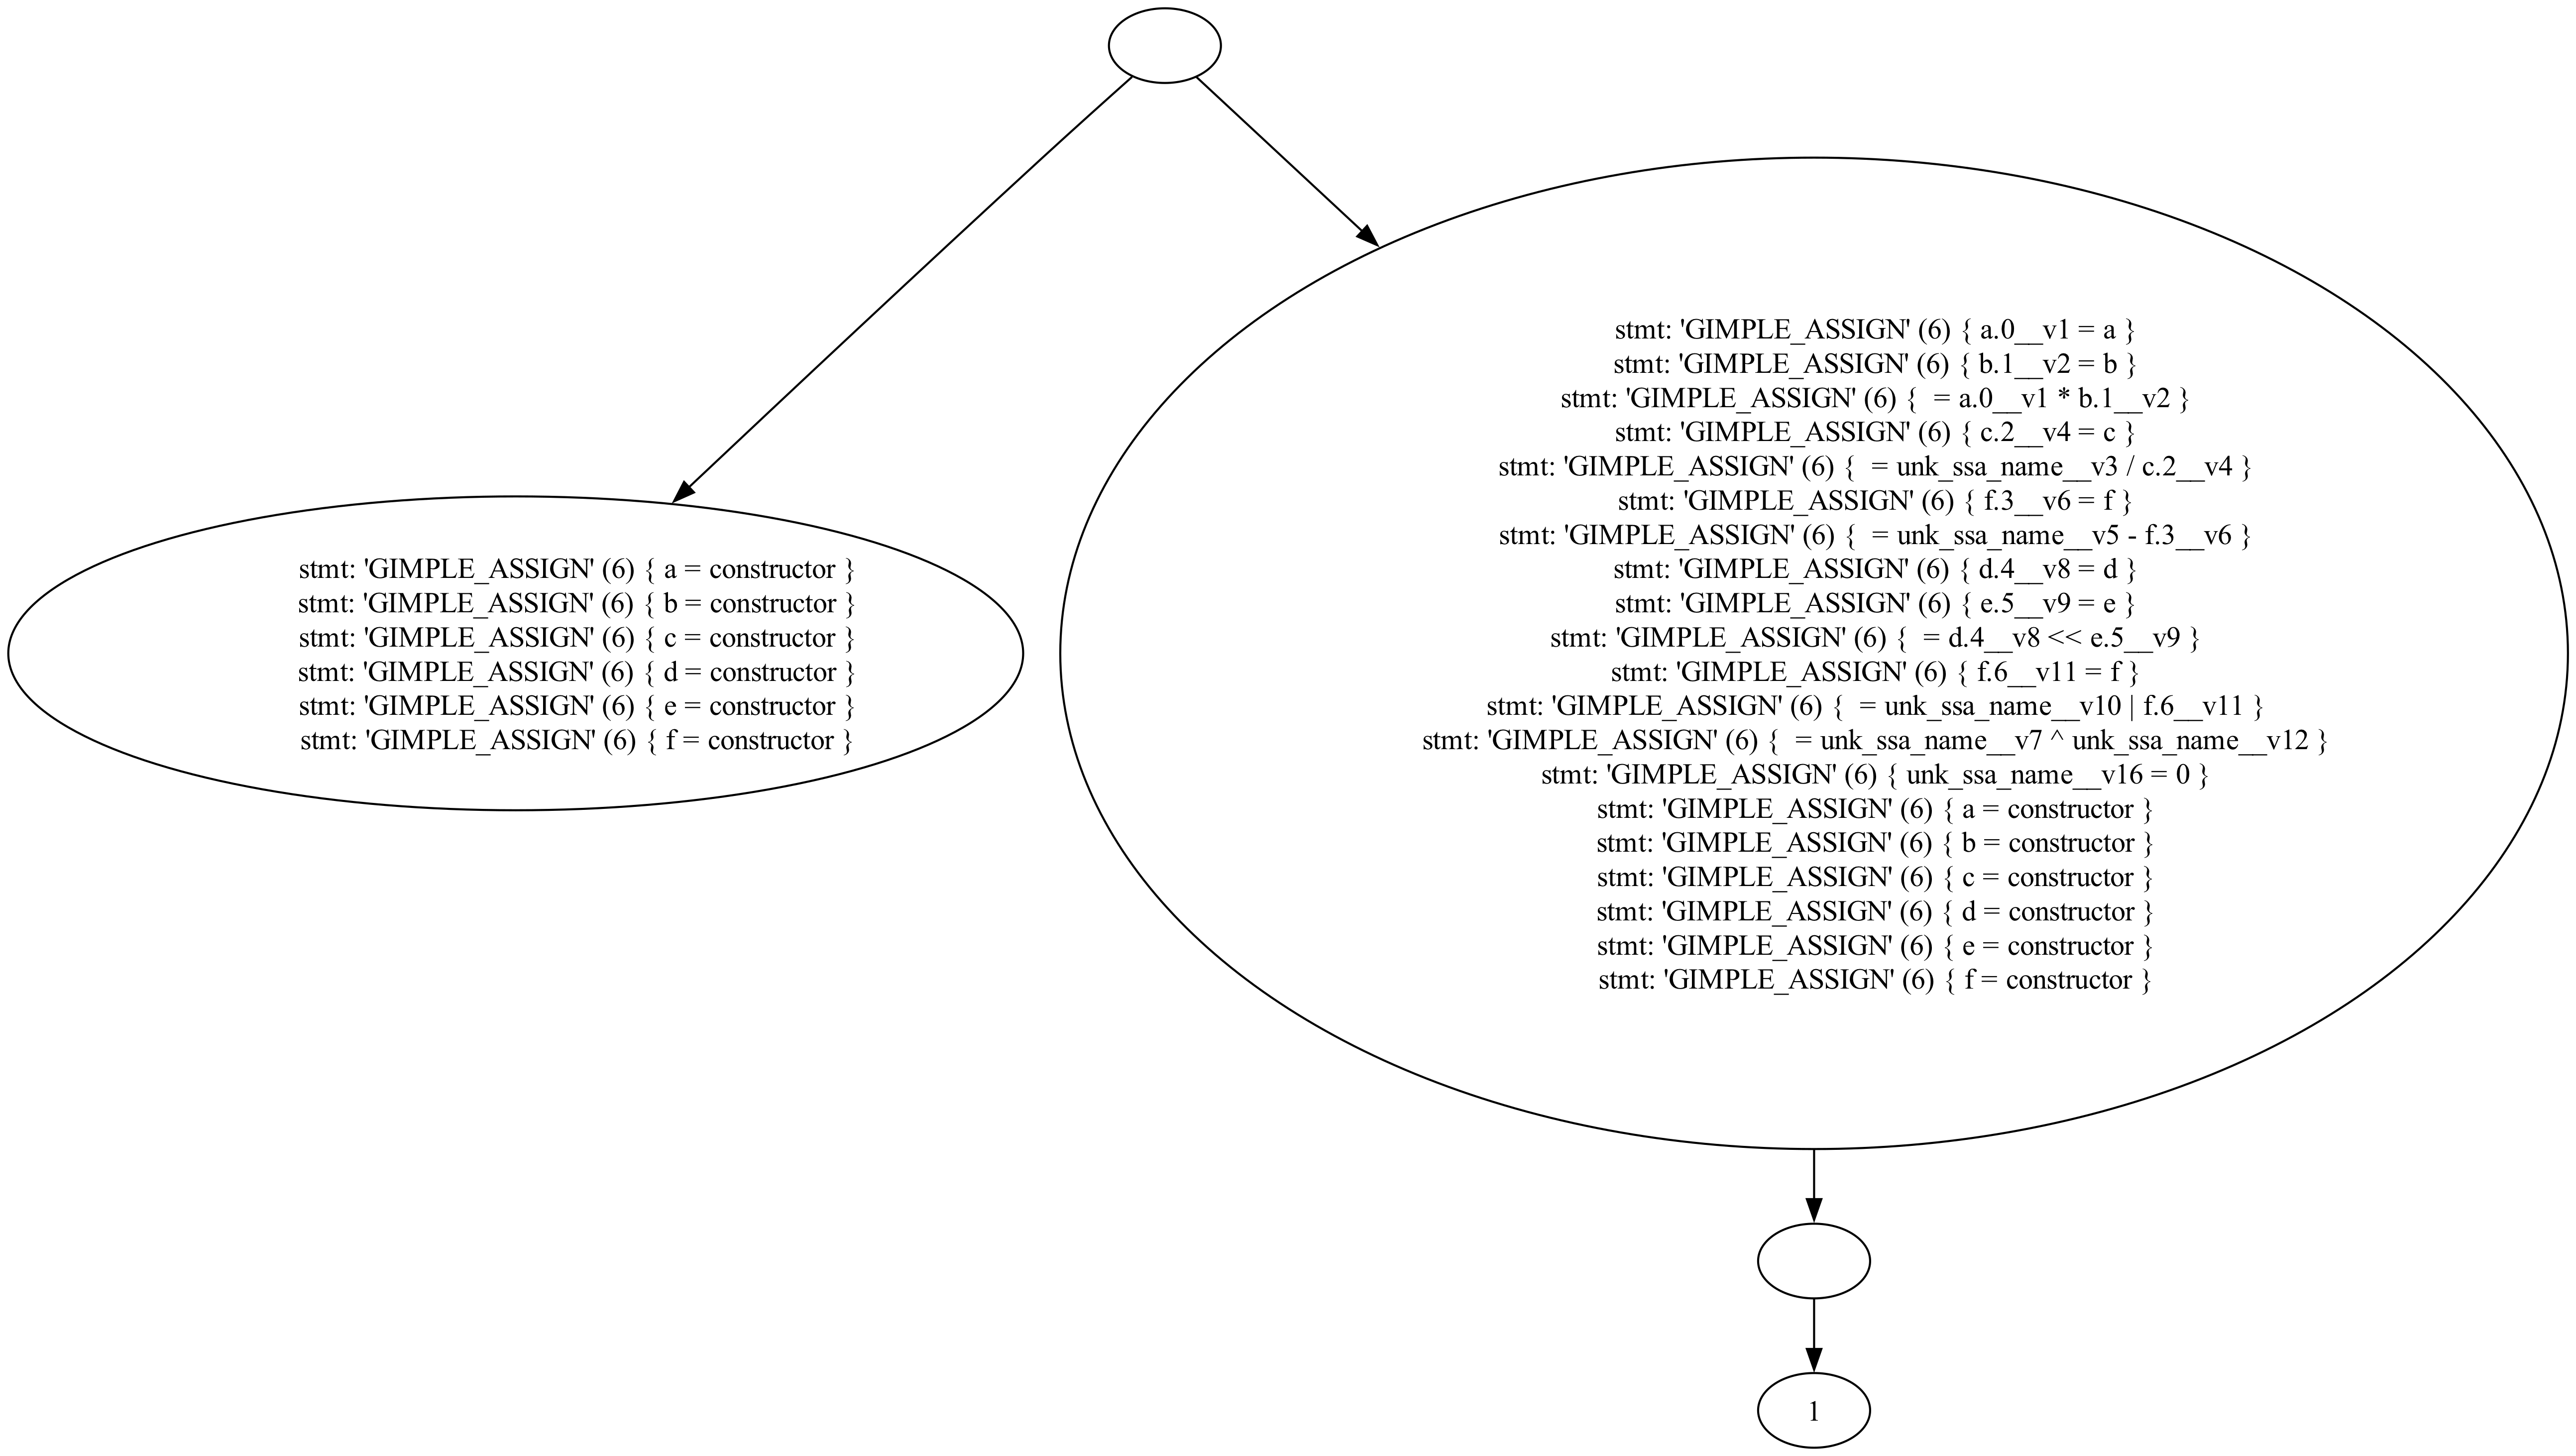 stmt: 'GIMPLE_ASSIGN' (6) { a = constructor }
stmt: 'GIMPLE_ASSIGN' (6) { b = constructor }
stmt: 'GIMPLE_ASSIGN' (6) { c = constructor }
stmt: 'GIMPLE_ASSIGN' (6) { d = constructor }
stmt: 'GIMPLE_ASSIGN' (6) { e = constructor }
stmt: 'GIMPLE_ASSIGN' (6) { f = constructor }
stmt: 'GIMPLE_ASSIGN' (6) { a.0__v1 = a }
stmt: 'GIMPLE_ASSIGN' (6) { b.1__v2 = b }
stmt: 'GIMPLE_ASSIGN' (6) {  = a.0__v1 * b.1__v2 }
stmt: 'GIMPLE_ASSIGN' (6) { c.2__v4 = c }
stmt: 'GIMPLE_ASSIGN' (6) {  = unk_ssa_name__v3 / c.2__v4 }
stmt: 'GIMPLE_ASSIGN' (6) { f.3__v6 = f }
stmt: 'GIMPLE_ASSIGN' (6) {  = unk_ssa_name__v5 - f.3__v6 }
stmt: 'GIMPLE_ASSIGN' (6) { d.4__v8 = d }
stmt: 'GIMPLE_ASSIGN' (6) { e.5__v9 = e }
stmt: 'GIMPLE_ASSIGN' (6) {  = d.4__v8 << e.5__v9 }
stmt: 'GIMPLE_ASSIGN' (6) { f.6__v11 = f }
stmt: 'GIMPLE_ASSIGN' (6) {  = unk_ssa_name__v10 | f.6__v11 }
stmt: 'GIMPLE_ASSIGN' (6) {  = unk_ssa_name__v7 ^ unk_ssa_name__v12 }
stmt: 'GIMPLE_ASSIGN' (6) { unk_ssa_name__v16 = 0 }
stmt: 'GIMPLE_ASSIGN' (6) { a = constructor }
stmt: 'GIMPLE_ASSIGN' (6) { b = constructor }
stmt: 'GIMPLE_ASSIGN' (6) { c = constructor }
stmt: 'GIMPLE_ASSIGN' (6) { d = constructor }
stmt: 'GIMPLE_ASSIGN' (6) { e = constructor }
stmt: 'GIMPLE_ASSIGN' (6) { f = constructor }
1